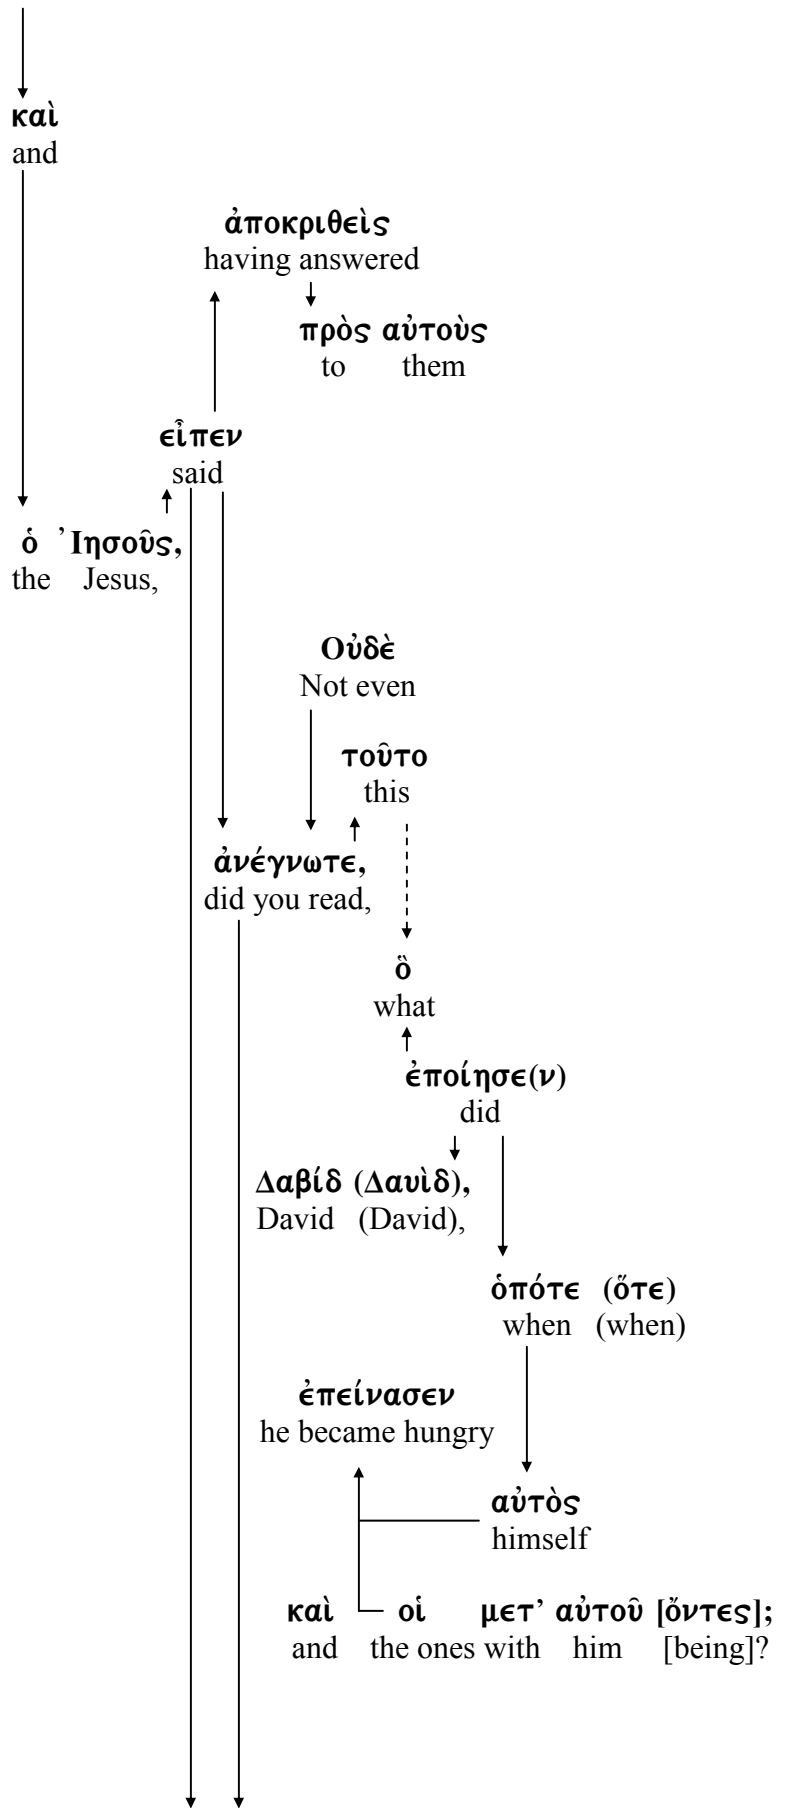 καὶ
and
ἀποκριθεὶς
having answered
πρὸς αὐτοὺς
to them
εἶπεν
said
ὁ Ἰησοῦς,
the Jesus,
Οὐδὲ
Not even
τοῦτο
this
ἀνέγνωτε,
did you read,
ὃ
what
ἐποίησε(ν)
did
Δαβίδ (Δαυὶδ),
David (David),
ὁπότε (ὅτε)
when (when)
ἐπείνασεν
he became hungry
αὐτὸς
himself
καὶ οἱ μετ’ αὐτοῦ [ὄντες];
and the ones with him [being]?